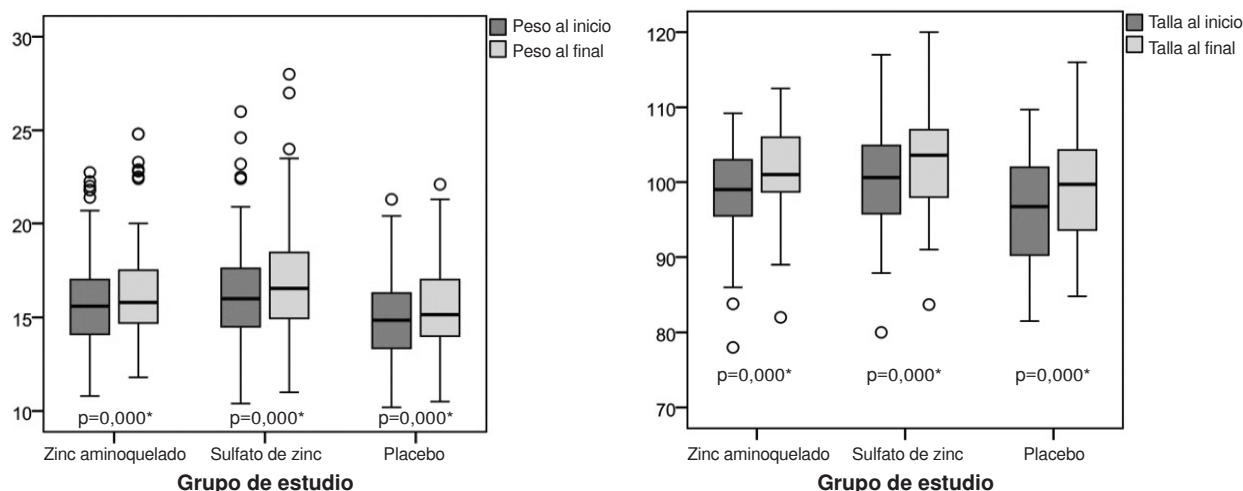 30
25
20
15
10
Peso al inicio
Peso al final
p=0,000*
p=0,000*
p=0,000*
Zinc aminoquelado
Sulfato de zinc
Placebo
Grupo de estudio
120
110
100
90
80
70
Talla al inicio
Talla al final
p=0,000*
p=0,000*
p=0,000*
Zinc aminoquelado
Sulfato de zinc
Placebo
Grupo de estudio